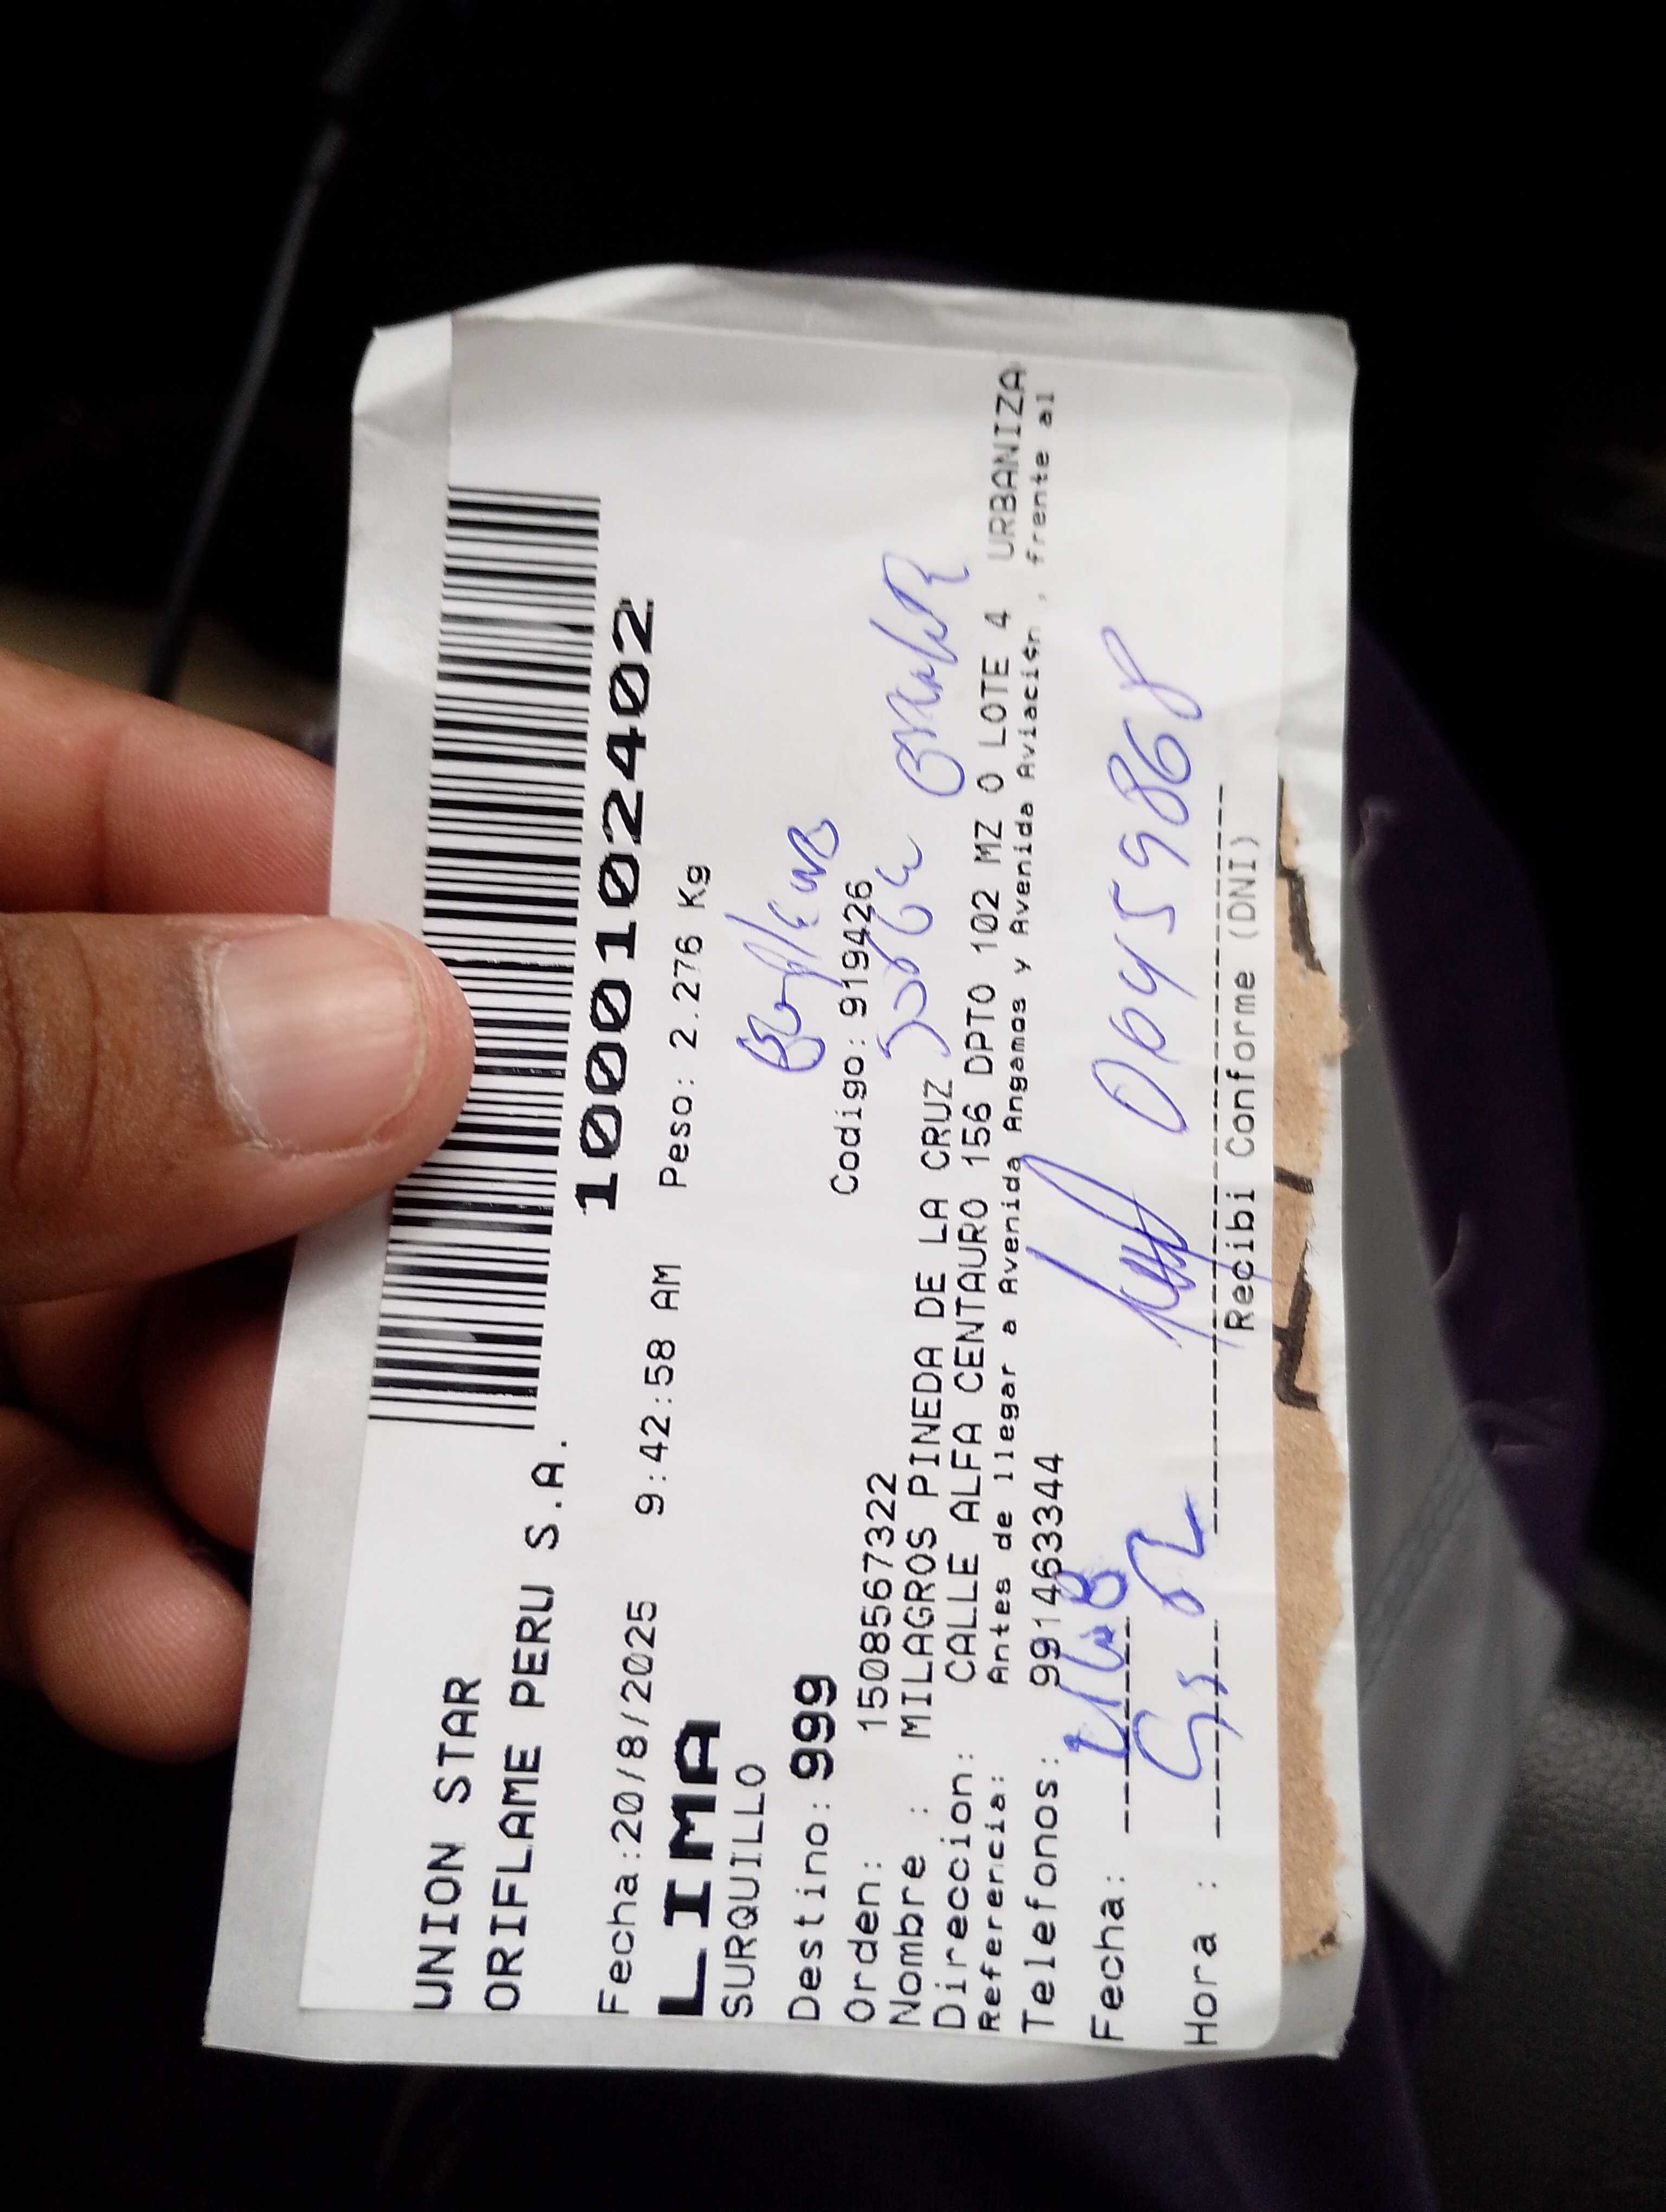 UNION STAR
ORIFLAME PERU S.A.
10001002402
Fecha:20/8/2025 9:42:58 AM Peso: 2.276 Kg
LIMA
SURQUILLO
Destino: 999
Orden: 1508567322 Codigo: 919426
Nombre : MILAGROS PINEDA DE LA CRUZ
Direccion: CALLE ALFA CENTAURO 156 DPTO 102 MZ O LOTE 4 URBANIZA
Referencia: Antes de llegar a Avenida Angamos y Avenida Aviación, frente al
Telefonos: 991463344
Fecha:
06459868
Hora :
Recibi Conforme (DNI)